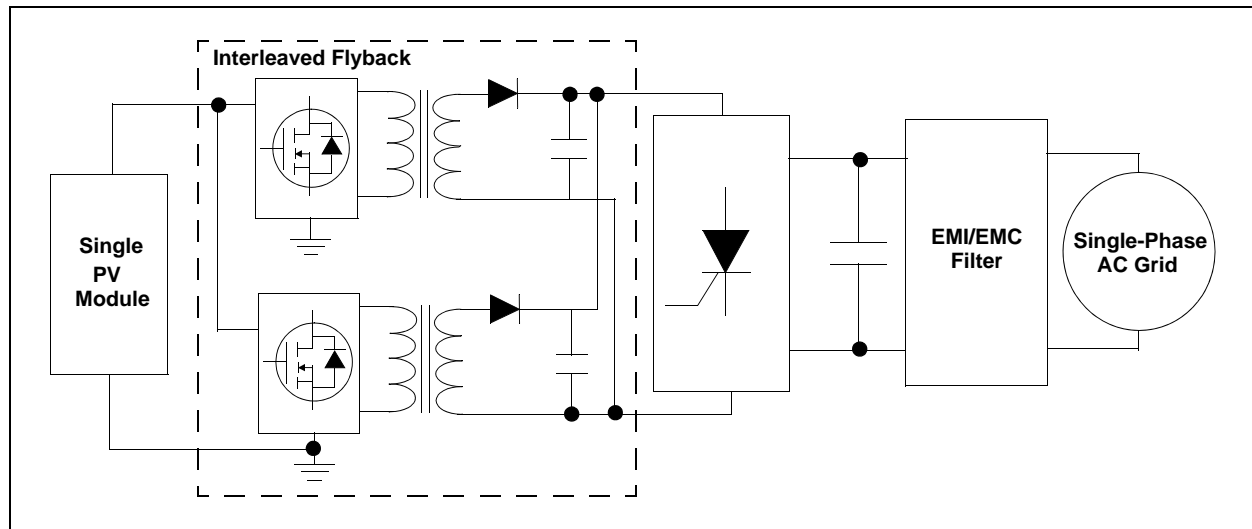 Interleaved Flyback
Single
PV
Module
EMI/EMC
Filter
Single-Phase
AC Grid